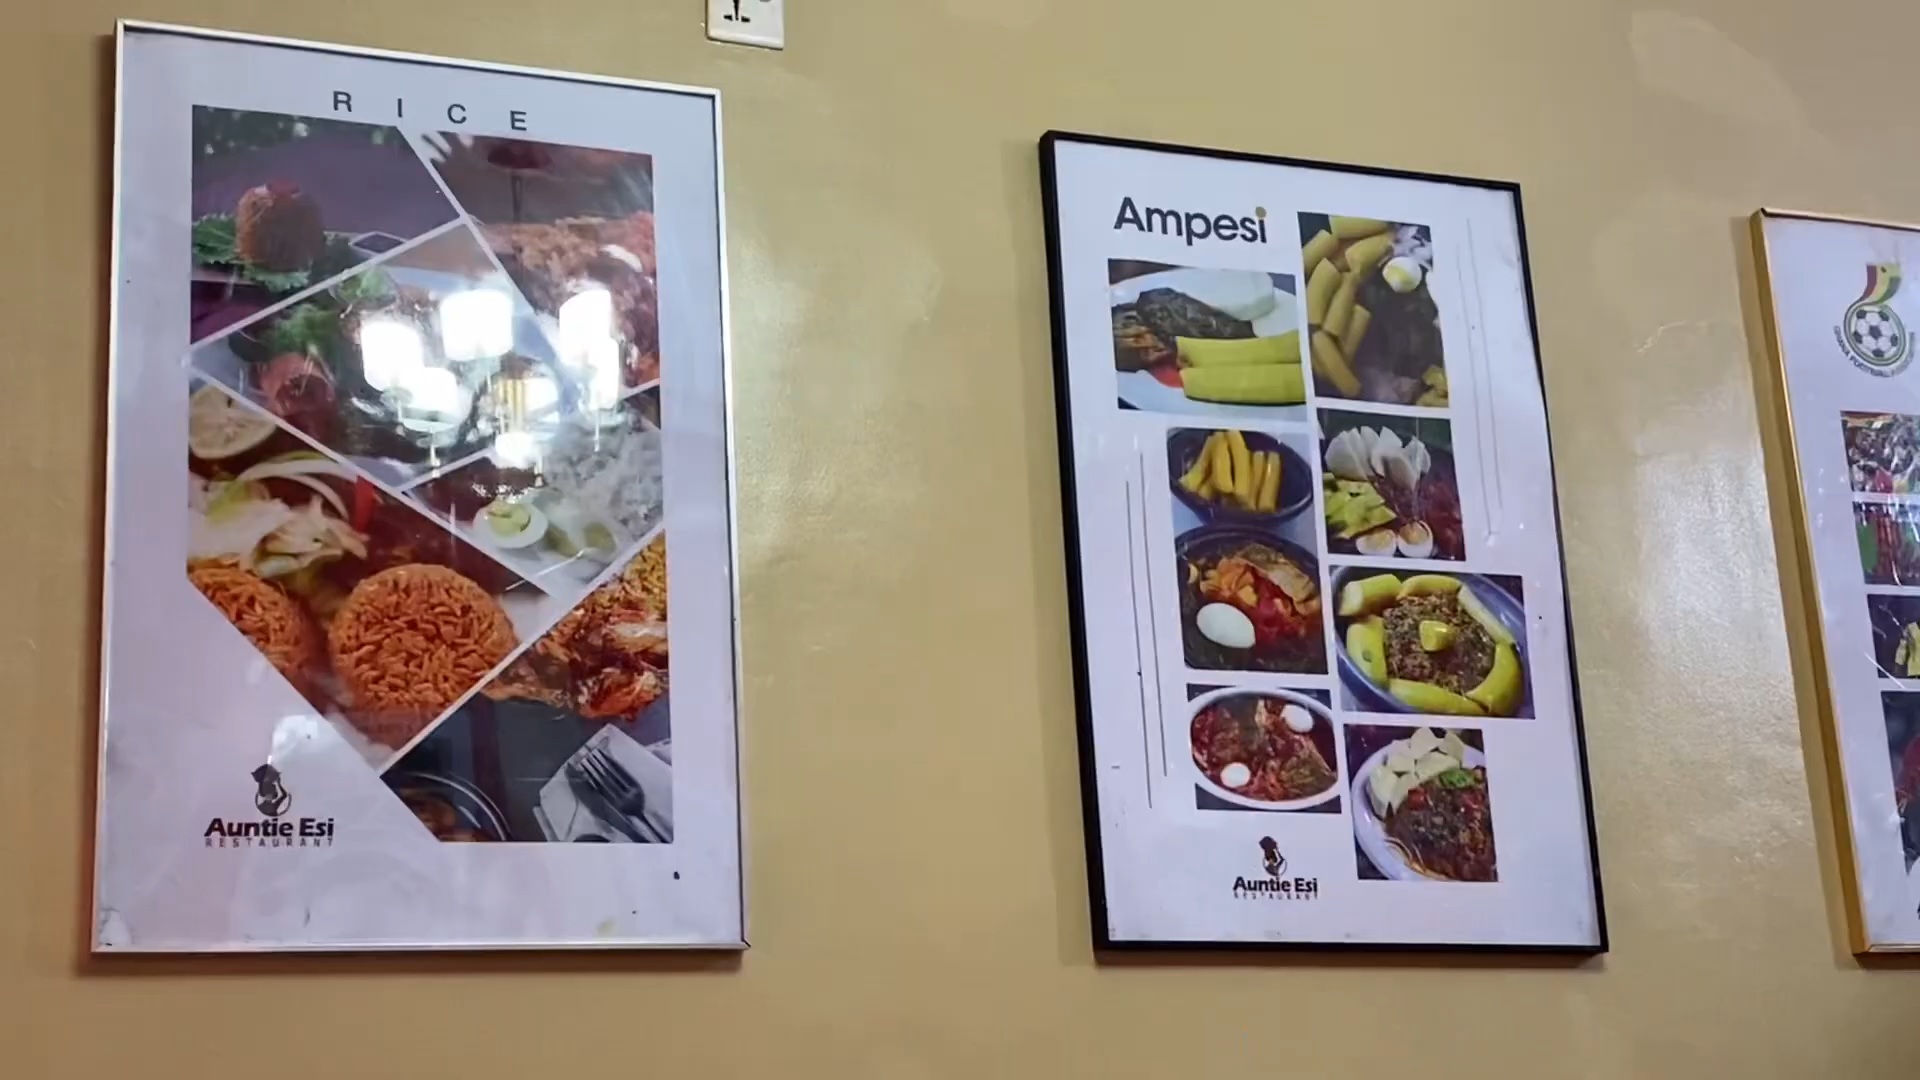 RICE
Auntie Esi
RESTAURANT
Ampesi
Auntie Esi
RESTAURANT